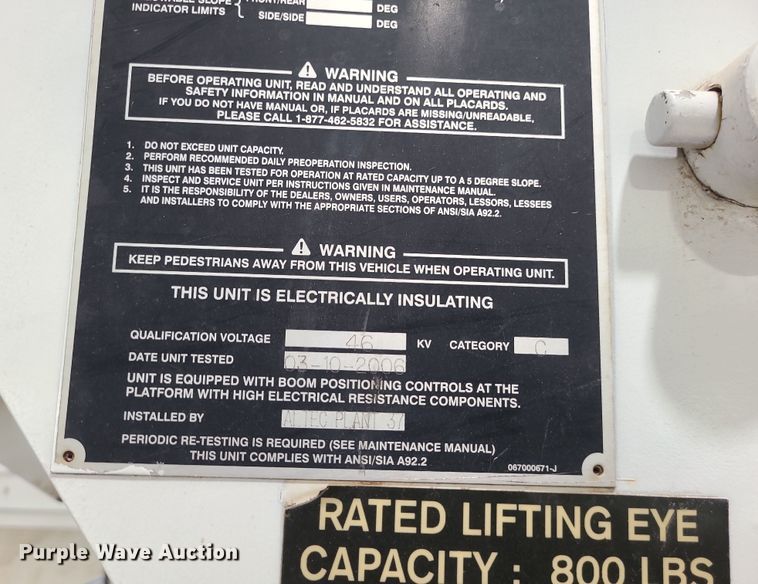 INDICATOR LIMITS
DEG
SIDE/SIDE DEG
WARNING
BEFORE OPERATING UNIT, READ AND UNDERSTAND ALL OPERATING AND
SAFETY INFORMATION IN MANUAL AND ON ALL PLACARDS.
IF YOU DO NOT HAVE MANUAL OR, IF PLACARDS ARE MISSING/UNREADABLE,
PLEASE CALL 1-877-462-5832 FOR ASSISTANCE.
1. DO NOT EXCEED UNIT CAPACITY.
2. PERFORM RECOMMENDED DAILY PREOPERATION INSPECTION.
3. THIS UNIT HAS BEEN TESTED FOR OPERATION AT RATED CAPACITY UP TO A 5 DEGREE SLOPE.
4. INSPECT AND SERVICE UNIT PER INSTRUCTIONS GIVEN IN MAINTENANCE MANUAL.
5. IT IS THE RESPONSIBILITY OF THE DEALERS, OWNERS, USERS, OPERATORS, LESSORS, LESSEES
AND INSTALLERS TO COMPLY WITH THE APPROPRIATE SECTIONS OF ANSI/SIA A92.2.
WARNING
KEEP PEDESTRIANS AWAY FROM THIS VEHICLE WHEN OPERATING UNIT.
THIS UNIT IS ELECTRICALLY INSULATING
QUALIFICATION VOLTAGE 46 KV CATEGORY C
DATE UNIT TESTED 03-10-2006
UNIT IS EQUIPPED WITH BOOM POSITIONING CONTROLS AT THE
PLATFORM WITH HIGH ELECTRICAL RESISTANCE COMPONENTS.
INSTALLED BY ALTEC PLANT 37
PERIODIC RE-TESTING IS REQUIRED (SEE MAINTENANCE MANUAL)
THIS UNIT COMPLIES WITH ANSI/SIA A92.2
067000671-J
RATED LIFTING EYE
CAPACITY : 800 LBS
Purple Wave Auction